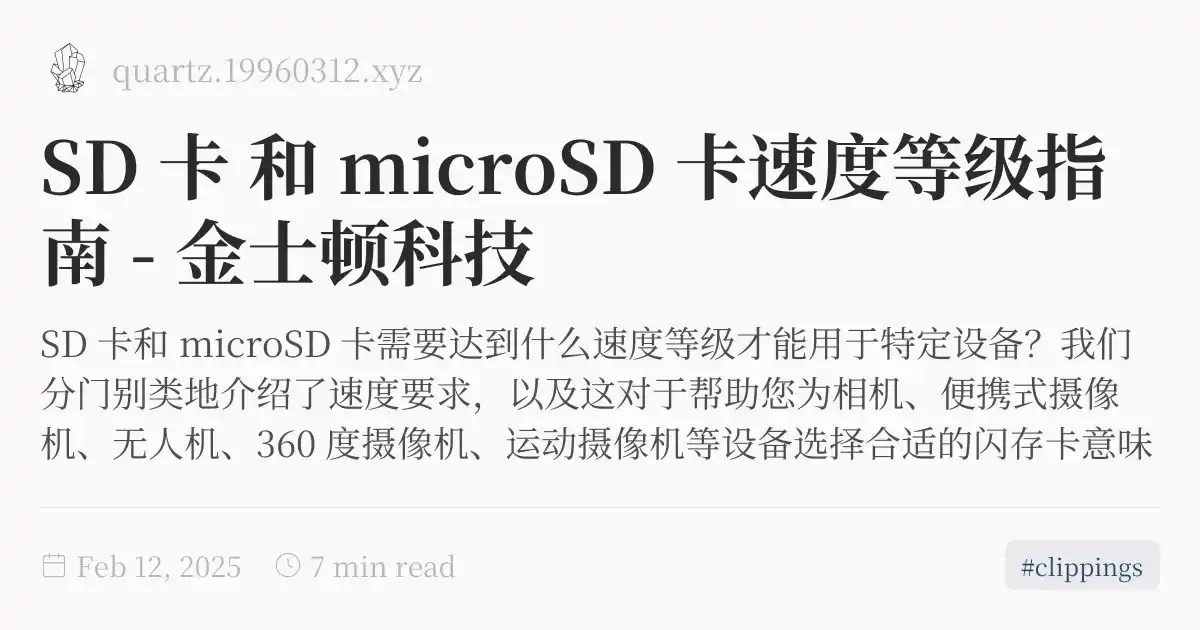 quartz.19960312.xyz
SD 卡 和 microSD 卡速度等级指
南 - 金士顿科技
SD 卡和 microSD 卡需要达到什么速度等级才能用于特定设备？我们
分门别类地介绍了速度要求，以及这对于帮助您为相机、便携式摄像
机、无人机、360 度摄像机、运动摄像机等设备选择合适的闪存卡意味
Feb 12, 2025 7 min read #clippings